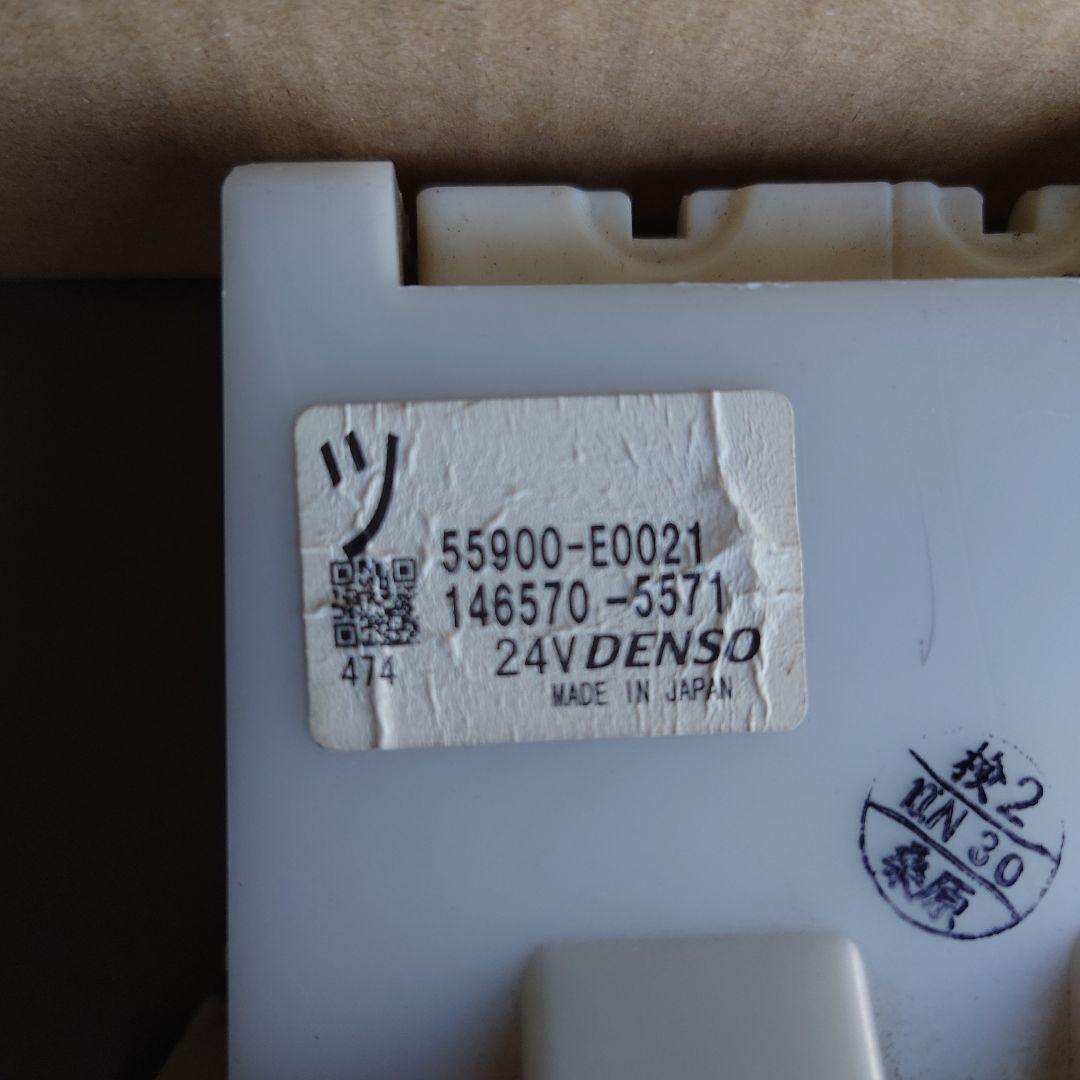 ツ
55900-E0021
146570-5571
24V DENSO
474
MADE IN JAPAN
検2
30
桑原